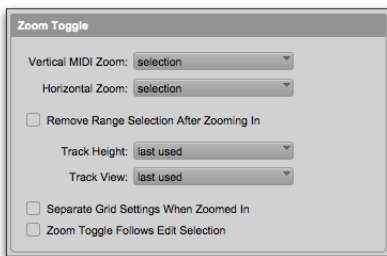 Zoom Toggle
Vertical MIDI Zoom: selection
Horizontal Zoom: selection
Remove Range Selection After Zooming In
Track Height: last used
Track View: last used
Separate Grid Settings When Zoomed In
Zoom Toggle Follows Edit Selection